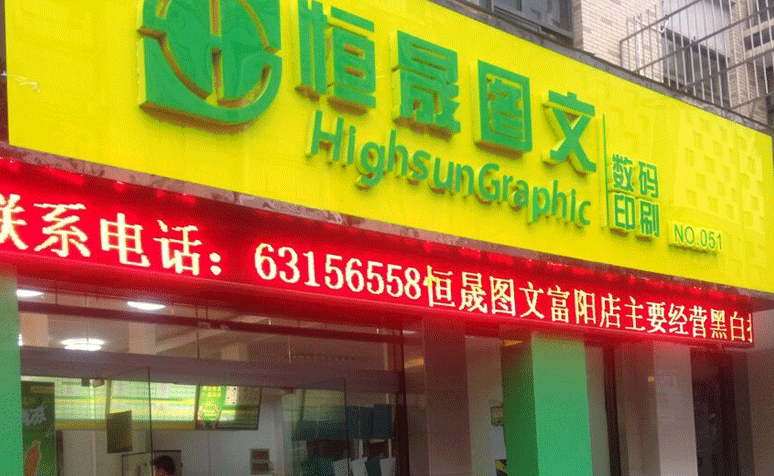 恒晟图文
HighsunGraphic
数码
印刷
NO.051
联系电话：63156558恒晟图文富阳店主要经营黑白